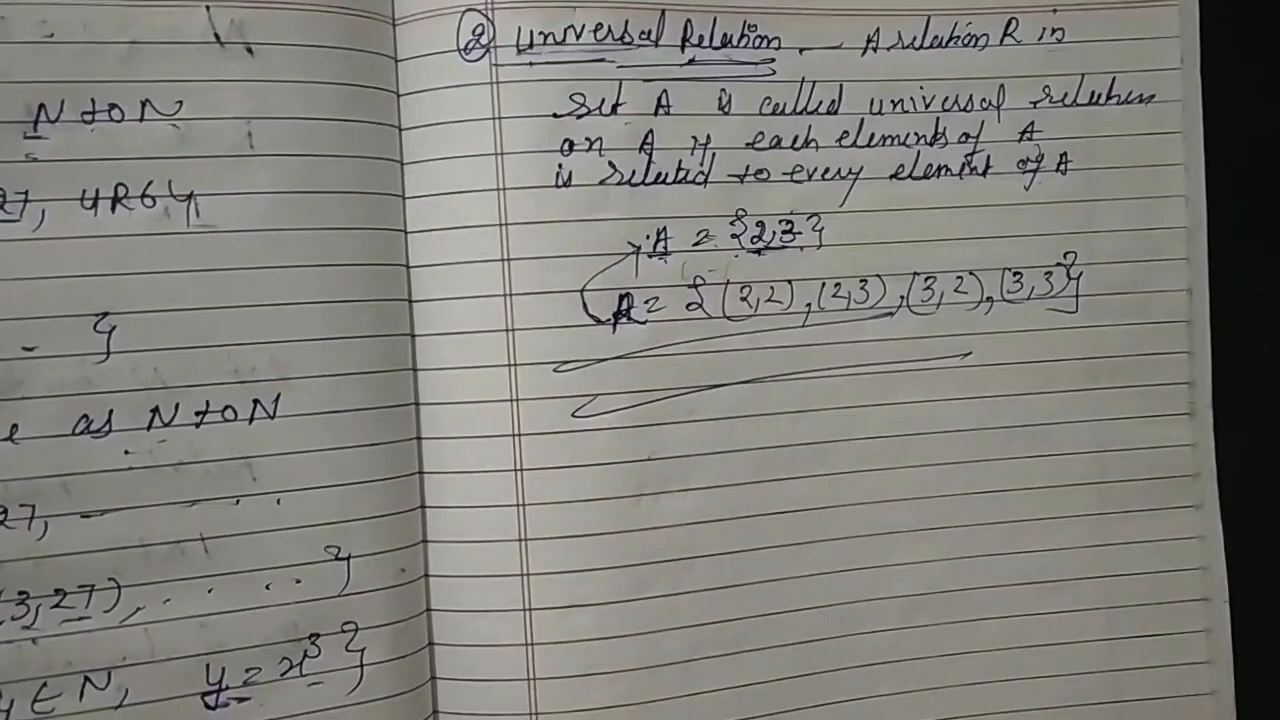 N to N
27, 4R64
}
e as N to N
27,
(3,27), . . . . . }
y ∈ N, y = x³ }
② Universal Relation - A relation R in
Set A is called universal relation
on A if each elements of A
is related to every element of A
A = {2,3}
R = { (2,2), (2,3), (3,2), (3,3) }